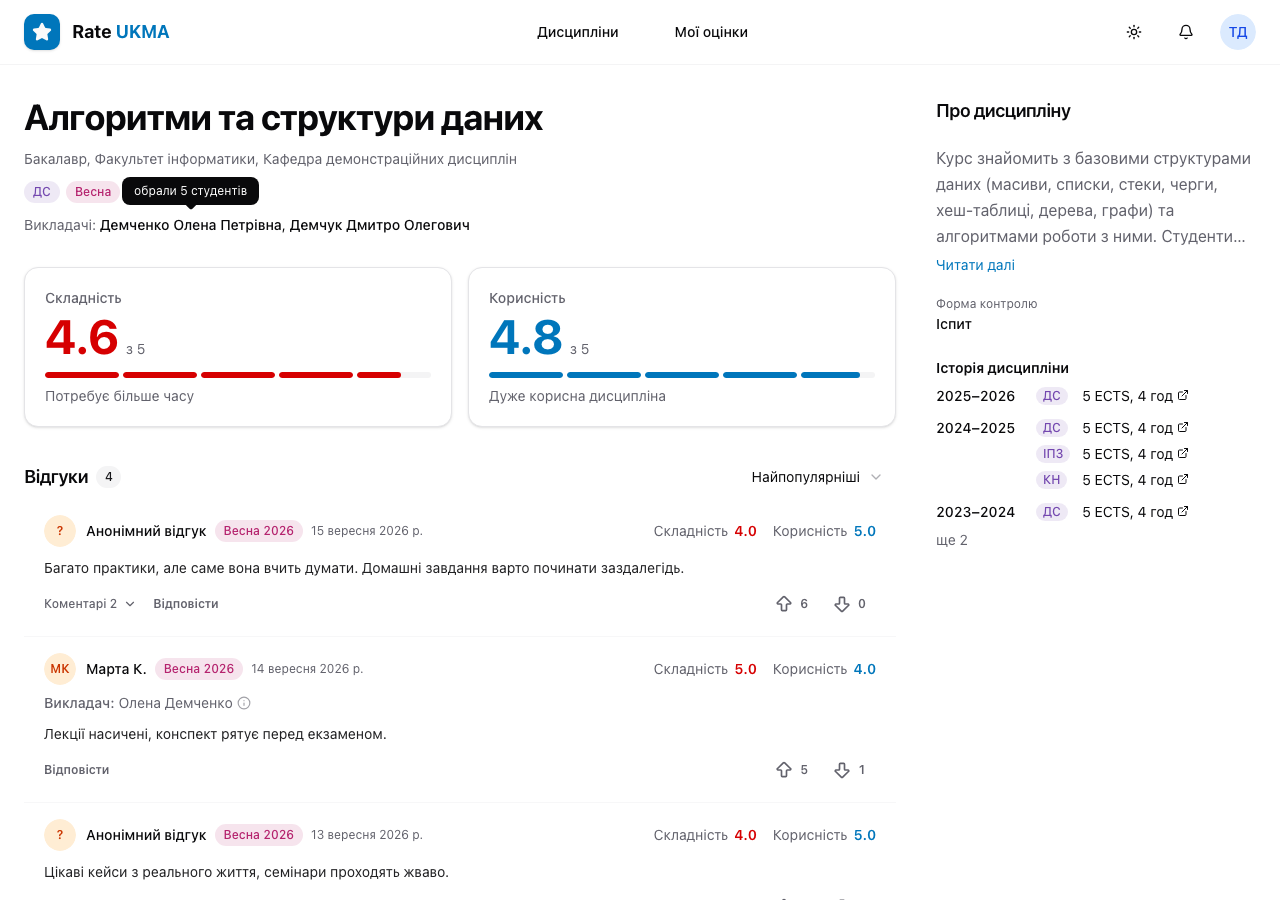 Rate UKMA
Дисципліни
Мої оцінки
ТД
Алгоритми та структури даних
Бакалавр, Факультет інформатики, Кафедра демонстраційних дисциплін
ДС
Весна
обрали 5 студентів
Викладачі: Демченко Олена Петрівна, Демчук Дмитро Олегович
Складність
4.6 з 5
Потребує більше часу
Корисність
4.8 з 5
Дуже корисна дисципліна
Відгуки 4
Найпопулярніші
? Анонімний відгук Весна 2026 15 вересня 2026 р. Складність 4.0 Корисність 5.0
Багато практики, але саме вона вчить думати. Домашні завдання варто починати заздалегідь.
Коментарі 2 Відповісти 6 0
МК Марта К. Весна 2026 14 вересня 2026 р. Складність 5.0 Корисність 4.0
Викладач: Олена Демченко
Лекції насичені, конспект рятує перед екзаменом.
Відповісти 5 1
? Анонімний відгук Весна 2026 13 вересня 2026 р. Складність 4.0 Корисність 5.0
Цікаві кейси з реального життя, семінари проходять жваво.
Про дисципліну
Курс знайомить з базовими структурами
даних (масиви, списки, стеки, черги,
хеш-таблиці, дерева, графи) та
алгоритмами роботи з ними. Студенти...
Читати далі
Форма контролю
Іспит
Історія дисципліни
2025–2026 ДС 5 ECTS, 4 год
2024–2025 ДС 5 ECTS, 4 год
ІПЗ 5 ECTS, 4 год
КН 5 ECTS, 4 год
2023–2024 ДС 5 ECTS, 4 год
ще 2